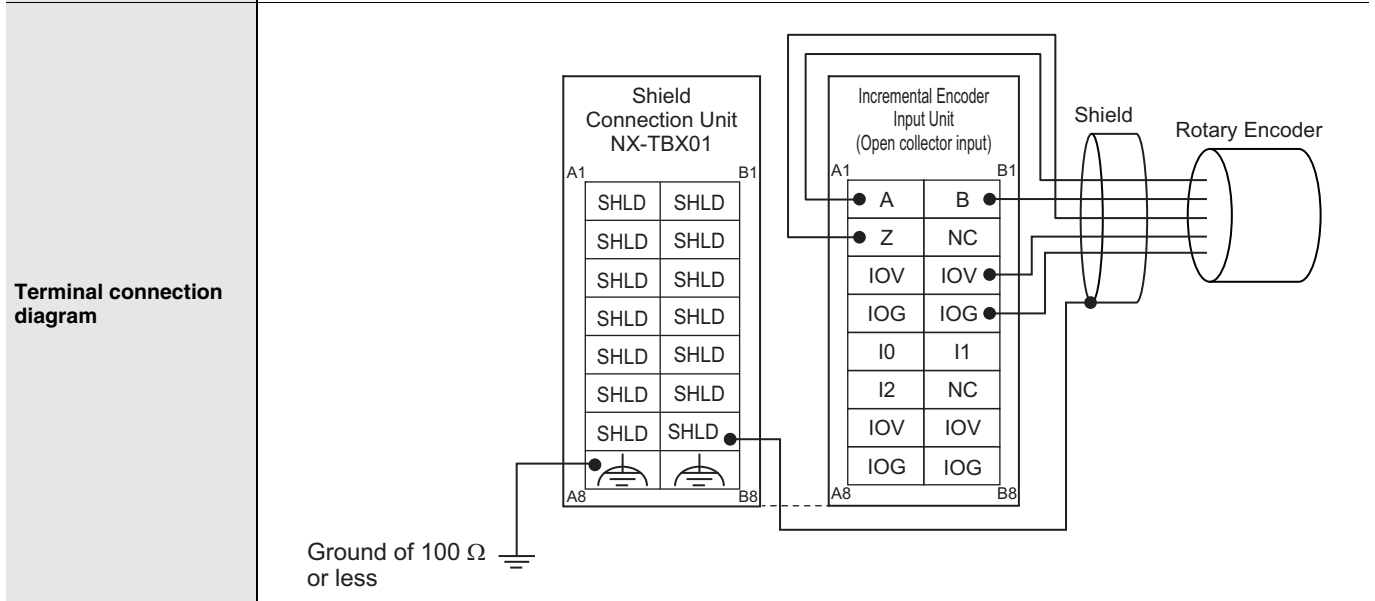 Terminal connection
diagram
Shield
Connection Unit
NX-TBX01
A1 B1
SHLD SHLD
SHLD SHLD
SHLD SHLD
SHLD SHLD
SHLD SHLD
SHLD SHLD
SHLD SHLD
A8 B8
Ground of 100 Ω
or less
Incremental Encoder
Input Unit
(Open collector input)
A1 B1
A B
Z NC
IOV IOV
IOG IOG
I0 I1
I2 NC
IOV IOV
IOG IOG
A8 B8
Shield
Rotary Encoder